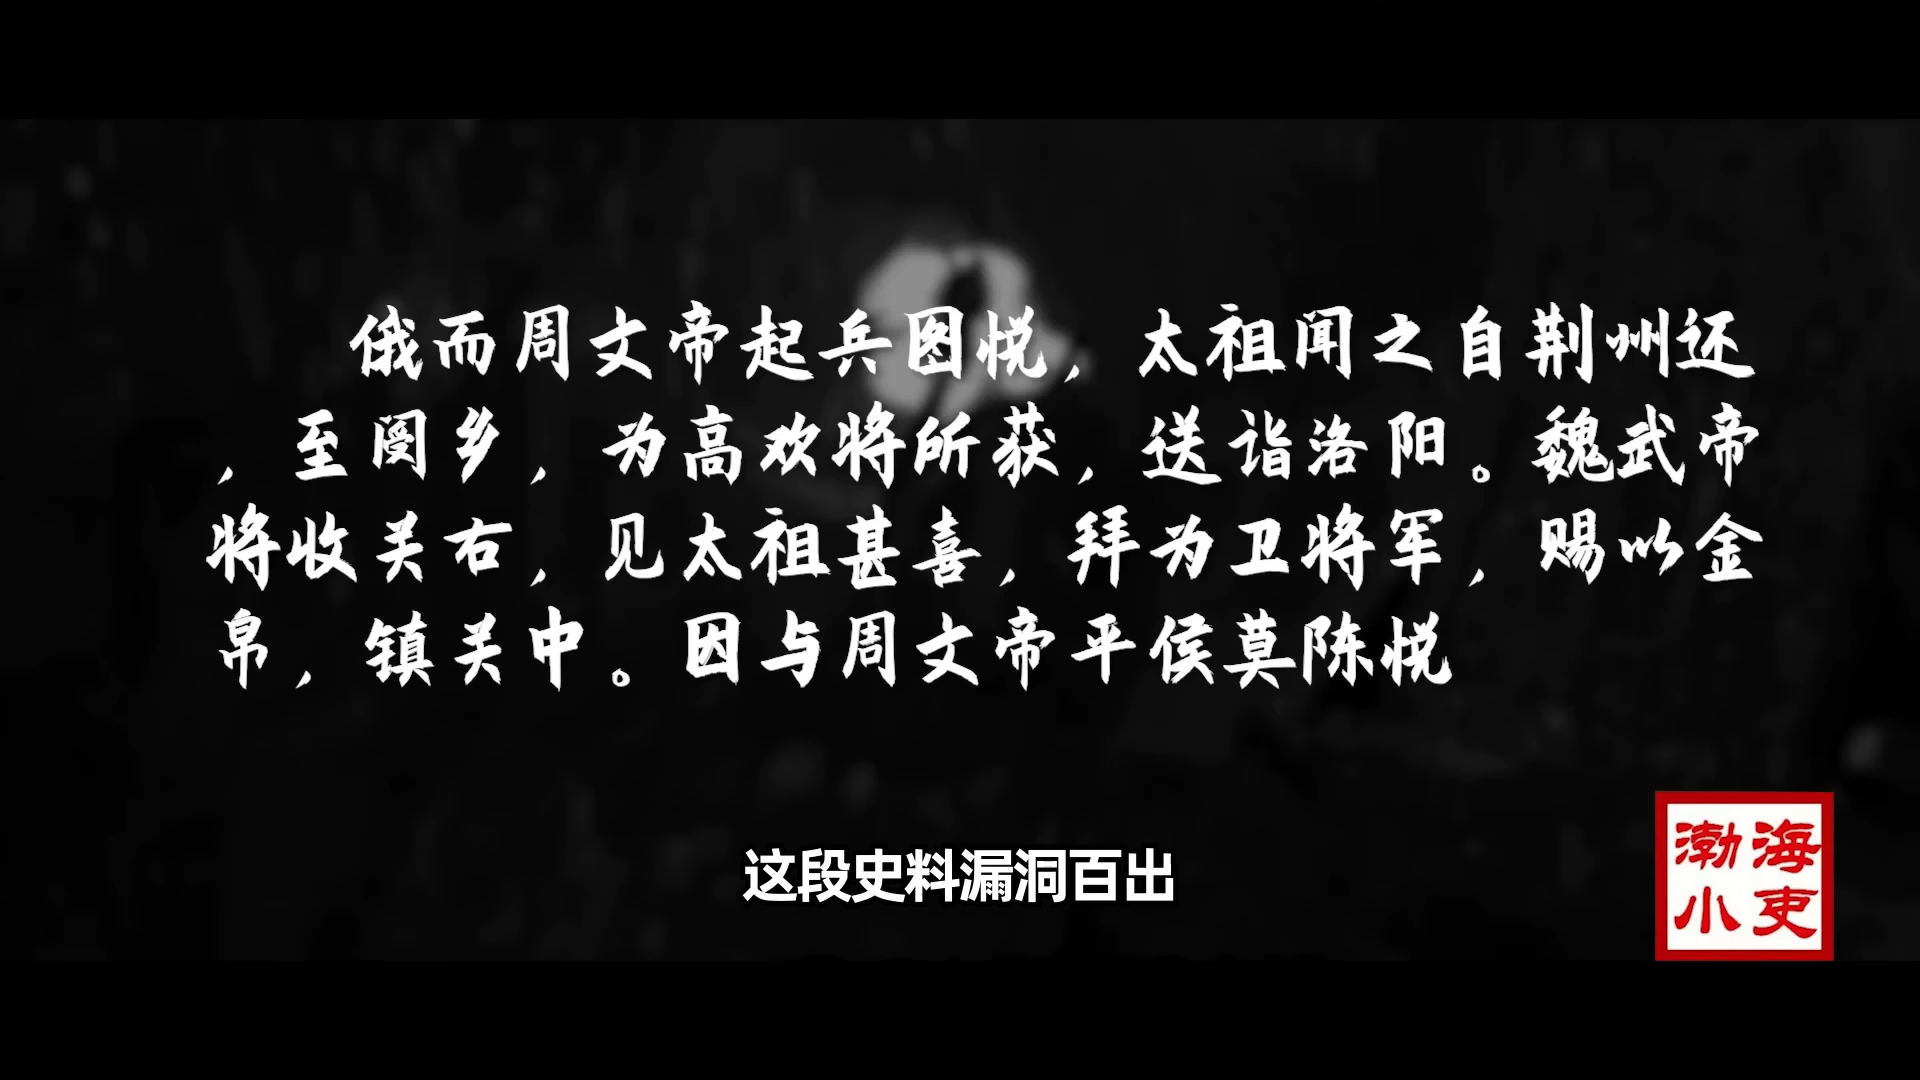 俄而周文帝起兵图悦，太祖闻之自荆州还
，至阌乡，为高欢将所获，送诣洛阳。魏武帝
将收关右，见太祖甚喜，拜为卫将军，赐以金
帛，镇关中。因与周文帝平侯莫陈悦
这段史料漏洞百出
渤海
小吏